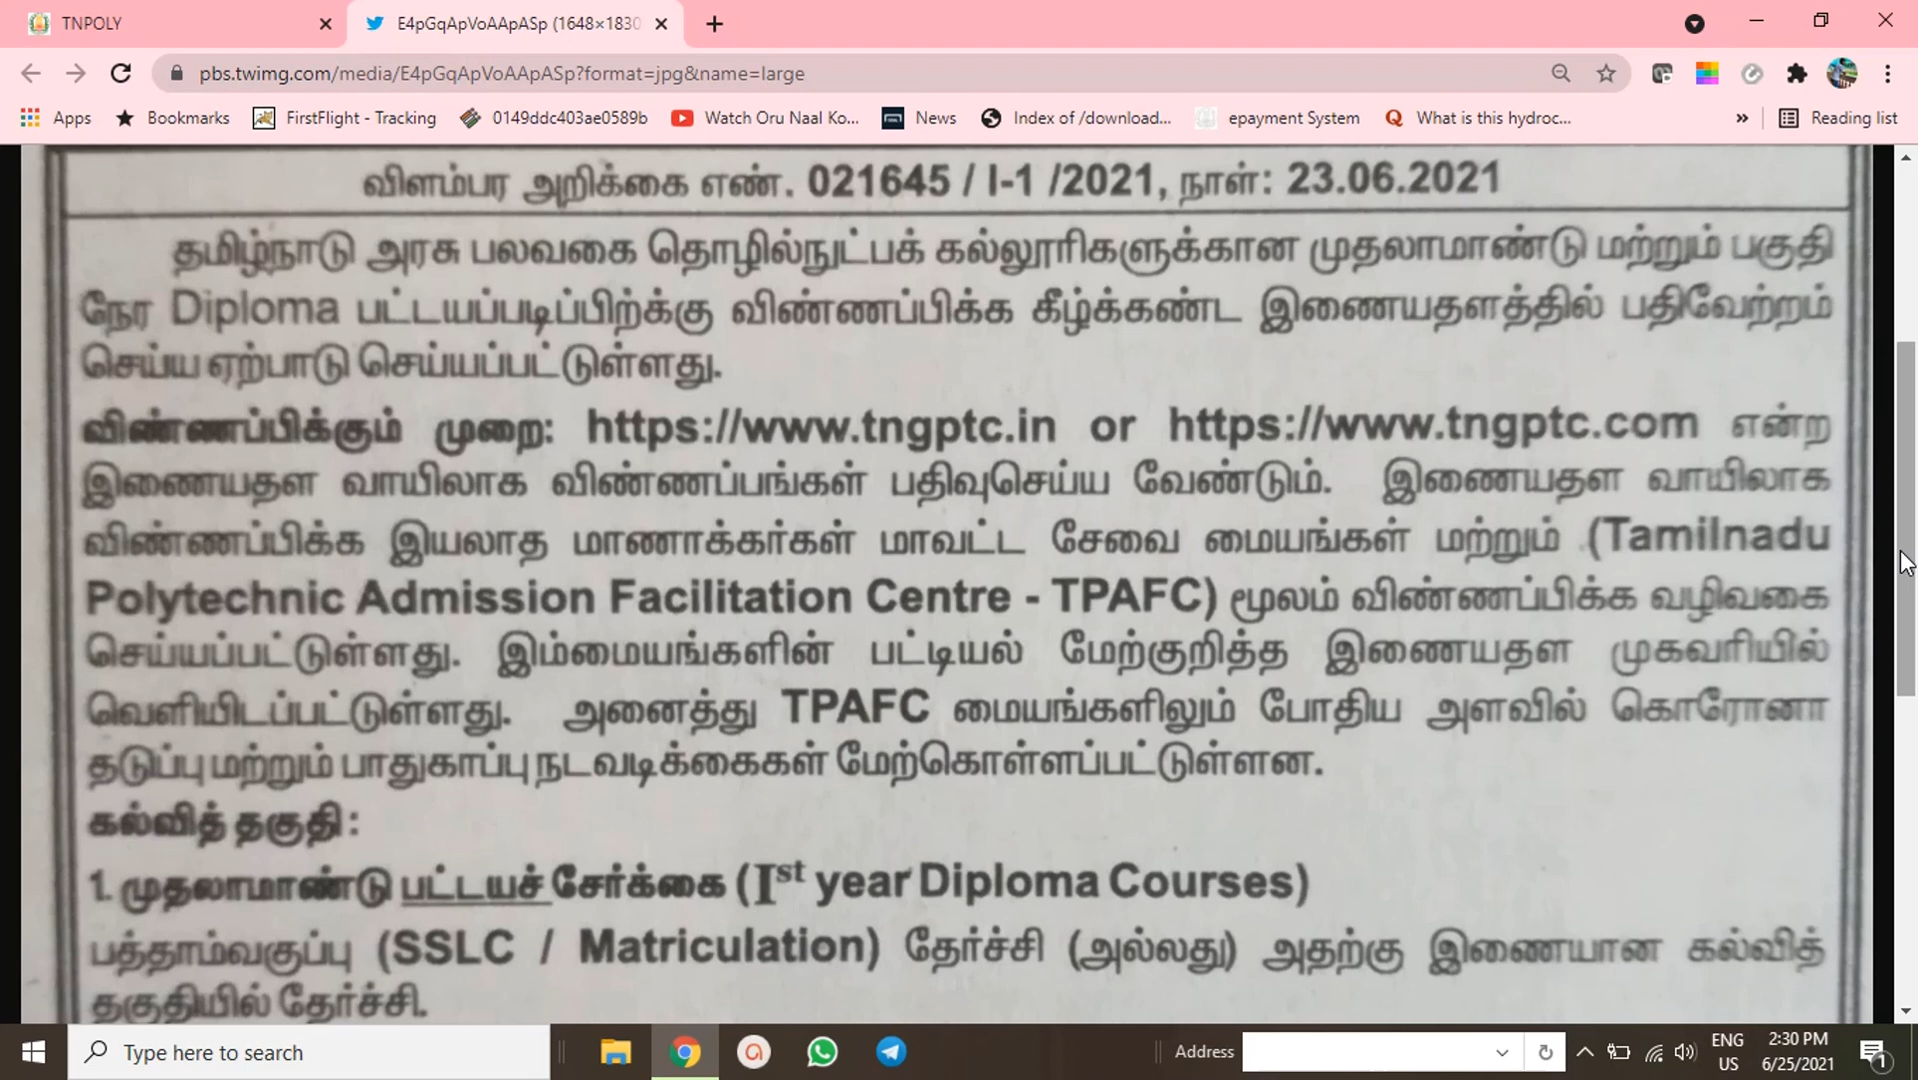 TNPOLY
E4pGqApVoAApASp (1648×1830
pbs.twimg.com/media/E4pGqApVoAApASp?format=jpg&name=large
Apps
Bookmarks
FirstFlight - Tracking
0149ddc403ae0589b
Watch Oru Naal Ko...
News
Index of /download...
epayment System
What is this hydroc...
»
Reading list
விளம்பர அறிக்கை எண். 021645 / I-1 /2021, நாள்: 23.06.2021
தமிழ்நாடு அரசு பலவகை தொழில்நுட்பக் கல்லூரிகளுக்கான முதலாமாண்டு மற்றும் பகுதி
நேர Diploma பட்டயப்படிப்பிற்க்கு விண்ணப்பிக்க கீழ்க்கண்ட இணையதளத்தில் பதிவேற்றம்
செய்ய ஏற்பாடு செய்யப்பட்டுள்ளது.
விண்ணப்பிக்கும் முறை: https://www.tngptc.in or https://www.tngptc.com என்ற
இணையதள வாயிலாக விண்ணப்பங்கள் பதிவுசெய்ய வேண்டும். இணையதள வாயிலாக
விண்ணப்பிக்க இயலாத மாணாக்கர்கள் மாவட்ட சேவை மையங்கள் மற்றும் (Tamilnadu
Polytechnic Admission Facilitation Centre - TPAFC) மூலம் விண்ணப்பிக்க வழிவகை
செய்யப்பட்டுள்ளது. இம்மையங்களின் பட்டியல் மேற்குறித்த இணையதள முகவரியில்
வெளியிடப்பட்டுள்ளது. அனைத்து TPAFC மையங்களிலும் போதிய அளவில் கொரோனா
தடுப்பு மற்றும் பாதுகாப்பு நடவடிக்கைகள் மேற்கொள்ளப்பட்டுள்ளன.
கல்வித் தகுதி :
1. முதலாமாண்டு பட்டயச் சேர்க்கை (Ist year Diploma Courses)
பத்தாம்வகுப்பு (SSLC / Matriculation) தேர்ச்சி (அல்லது) அதற்கு இணையான கல்வித்
தகுதியில் தேர்ச்சி.
Type here to search
Address
ENG
US
2:30 PM
6/25/2021
1